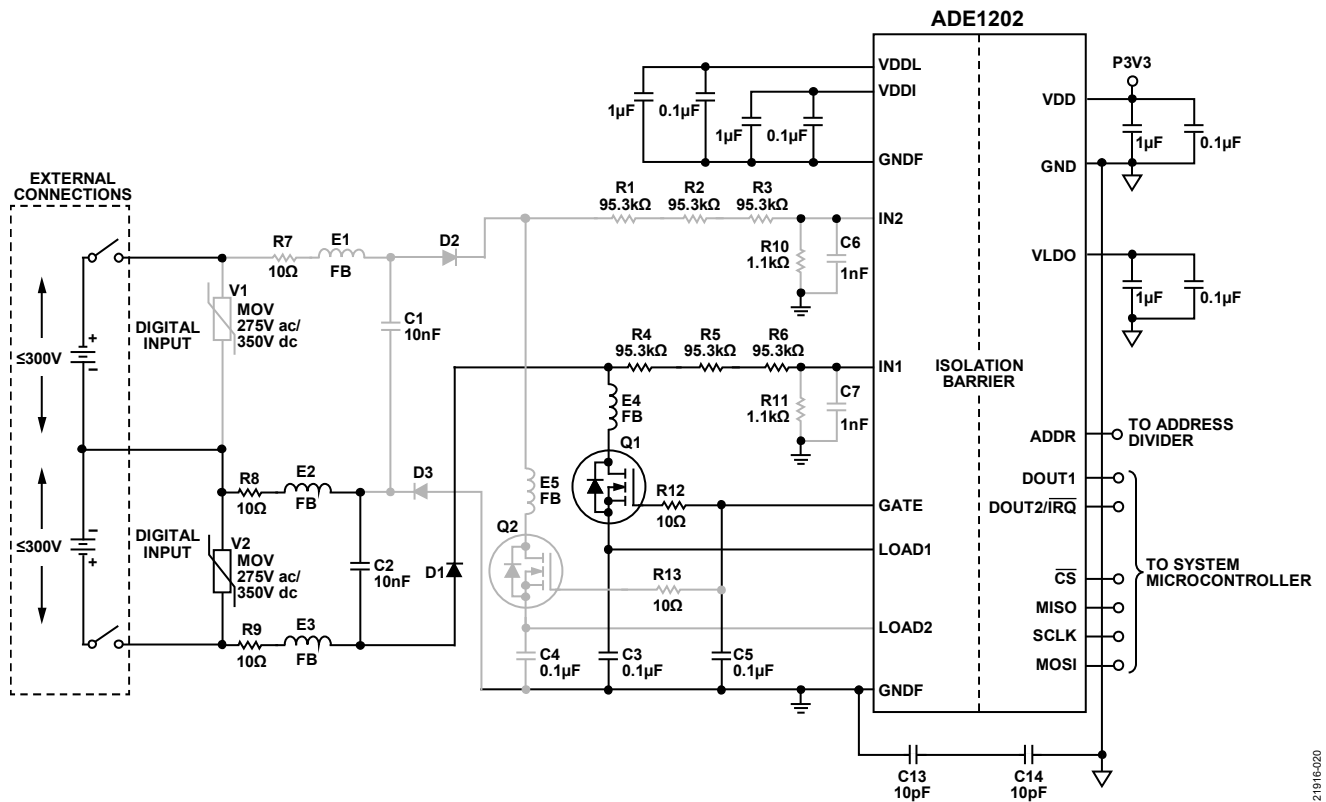 ADE1202
VDDL
VDDI
1µF
0.1µF
1µF
0.1µF
GNDF
P3V3
VDD
1µF
0.1µF
GND
EXTERNAL
CONNECTIONS
R1
95.3kΩ
R2
95.3kΩ
R3
95.3kΩ
IN2
R10
1.1kΩ
C6
1nF
R7
10Ω
E1
FB
D2
VLDO
1µF
0.1µF
V1
MOV
275V ac/
350V dc
DIGITAL
INPUT
C1
10nF
+
≤300V
–
R4
95.3kΩ
R5
95.3kΩ
R6
95.3kΩ
IN1
ISOLATION
BARRIER
R11
1.1kΩ
C7
1nF
E4
FB
Q1
ADDR
TO ADDRESS
DIVIDER
R8
10Ω
E2
FB
D3
E5
FB
R12
10Ω
GATE
DOUT1
DOUT2/IRQ
–
≤300V
+
DIGITAL
INPUT
V2
MOV
275V ac/
350V dc
C2
10nF
D1
Q2
LOAD1
R13
10Ω
CS
MISO
SCLK
MOSI
TO SYSTEM
MICROCONTROLLER
R9
10Ω
E3
FB
LOAD2
C4
0.1µF
C3
0.1µF
C5
0.1µF
GNDF
C13
10pF
C14
10pF
21916-020